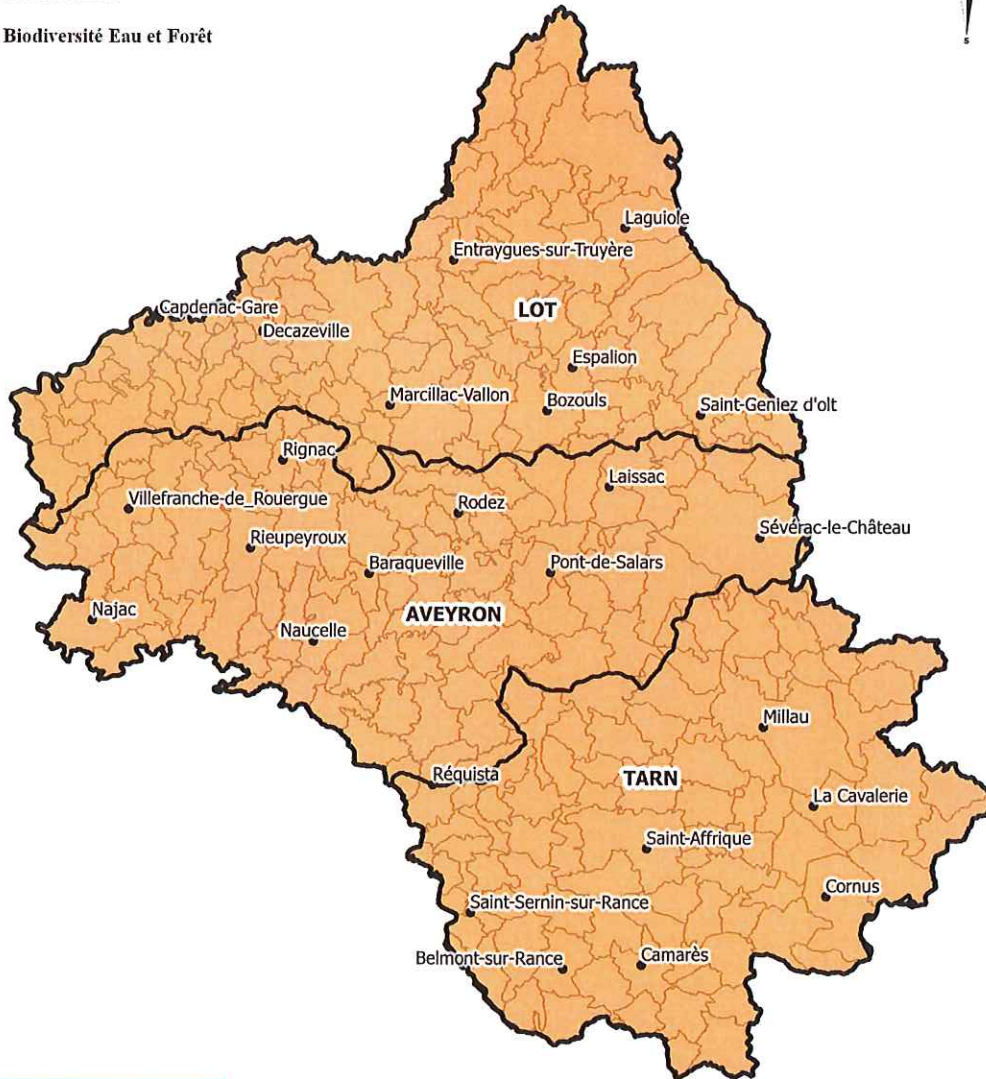 Biodiversité Eau et Forêt
S
Laguiole
Entraygues-sur-Truyère
LOT
Capdenac-Gare
Decazeville
Espalion
Marcillac-Vallon
Bozouls
Saint-Geniez d'olt
Rignac
Laissac
Villefranche-de_Rouergue
Rodez
Sévérac-le-Château
Rieupeyroux
Baraqueville
Pont-de-Salars
AVEYRON
Najac
Naucelle
Millau
Réquista
TARN
La Cavalerie
Saint-Affrique
Cornus
Saint-Sernin-sur-Rance
Belmont-sur-Rance
Camarès